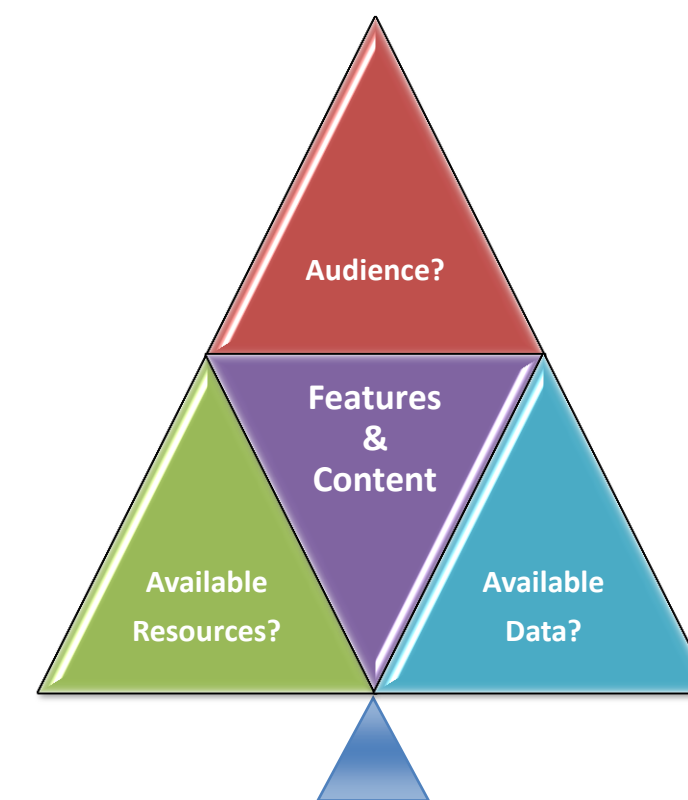 Audience?
Features
&
Content
Available
Resources?
Available
Data?